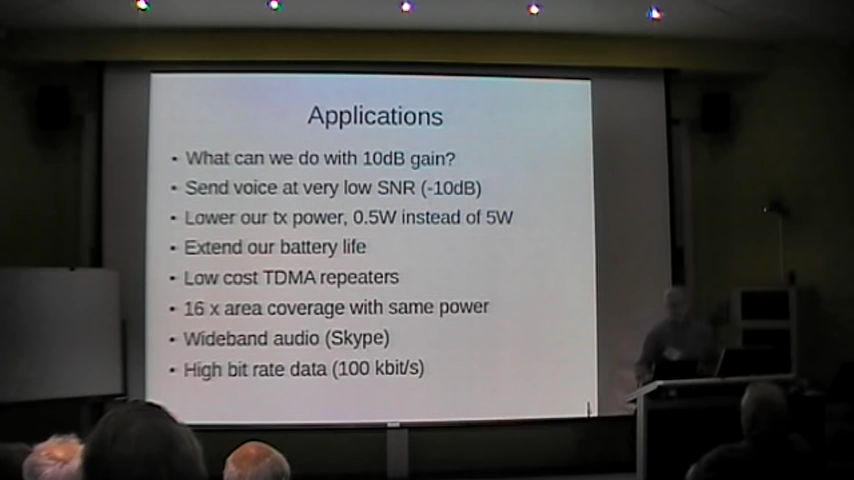 Applications
• What can we do with 10dB gain?
• Send voice at very low SNR (-10dB)
• Lower our tx power, 0.5W instead of 5W
• Extend our battery life
• Low cost TDMA repeaters
• 16 x area coverage with same power
• Wideband audio (Skype)
• High bit rate data (100 kbit/s)